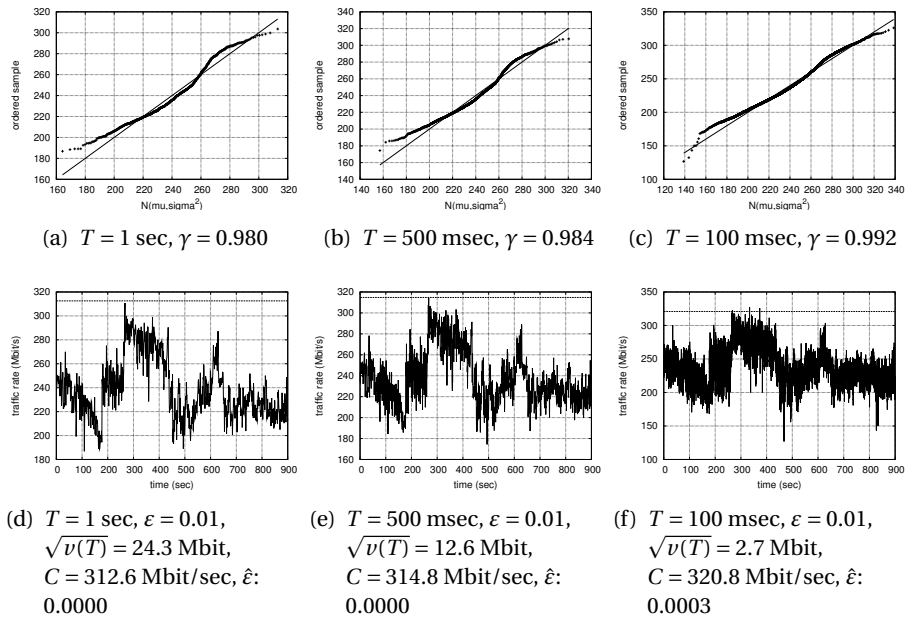 ordered sample
320
300
280
260
240
220
200
180
160
160 180 200 220 240 260 280 300 320
N(mu,sigma²)
(a) T = 1 sec, γ = 0.980
ordered sample
320
300
280
260
240
220
200
180
160
140
140 160 180 200 220 240 260 280 300 320 340
N(mu,sigma²)
(b) T = 500 msec, γ = 0.984
ordered sample
350
300
250
200
150
100
120 140 160 180 200 220 240 260 280 300 320 340
N(mu,sigma²)
(c) T = 100 msec, γ = 0.992
traffic rate (Mbit/s)
320
300
280
260
240
220
200
180
0 100 200 300 400 500 600 700 800 900
time (sec)
(d) T = 1 sec, ε = 0.01,
√v(T) = 24.3 Mbit,
C = 312.6 Mbit/sec, ε̂:
0.0000
traffic rate (Mbit/s)
320
300
280
260
240
220
200
180
160
0 100 200 300 400 500 600 700 800 900
time (sec)
(e) T = 500 msec, ε = 0.01,
√v(T) = 12.6 Mbit,
C = 314.8 Mbit/sec, ε̂:
0.0000
traffic rate (Mbit/s)
350
300
250
200
150
100
0 100 200 300 400 500 600 700 800 900
time (sec)
(f) T = 100 msec, ε = 0.01,
√v(T) = 2.7 Mbit,
C = 320.8 Mbit/sec, ε̂:
0.0003